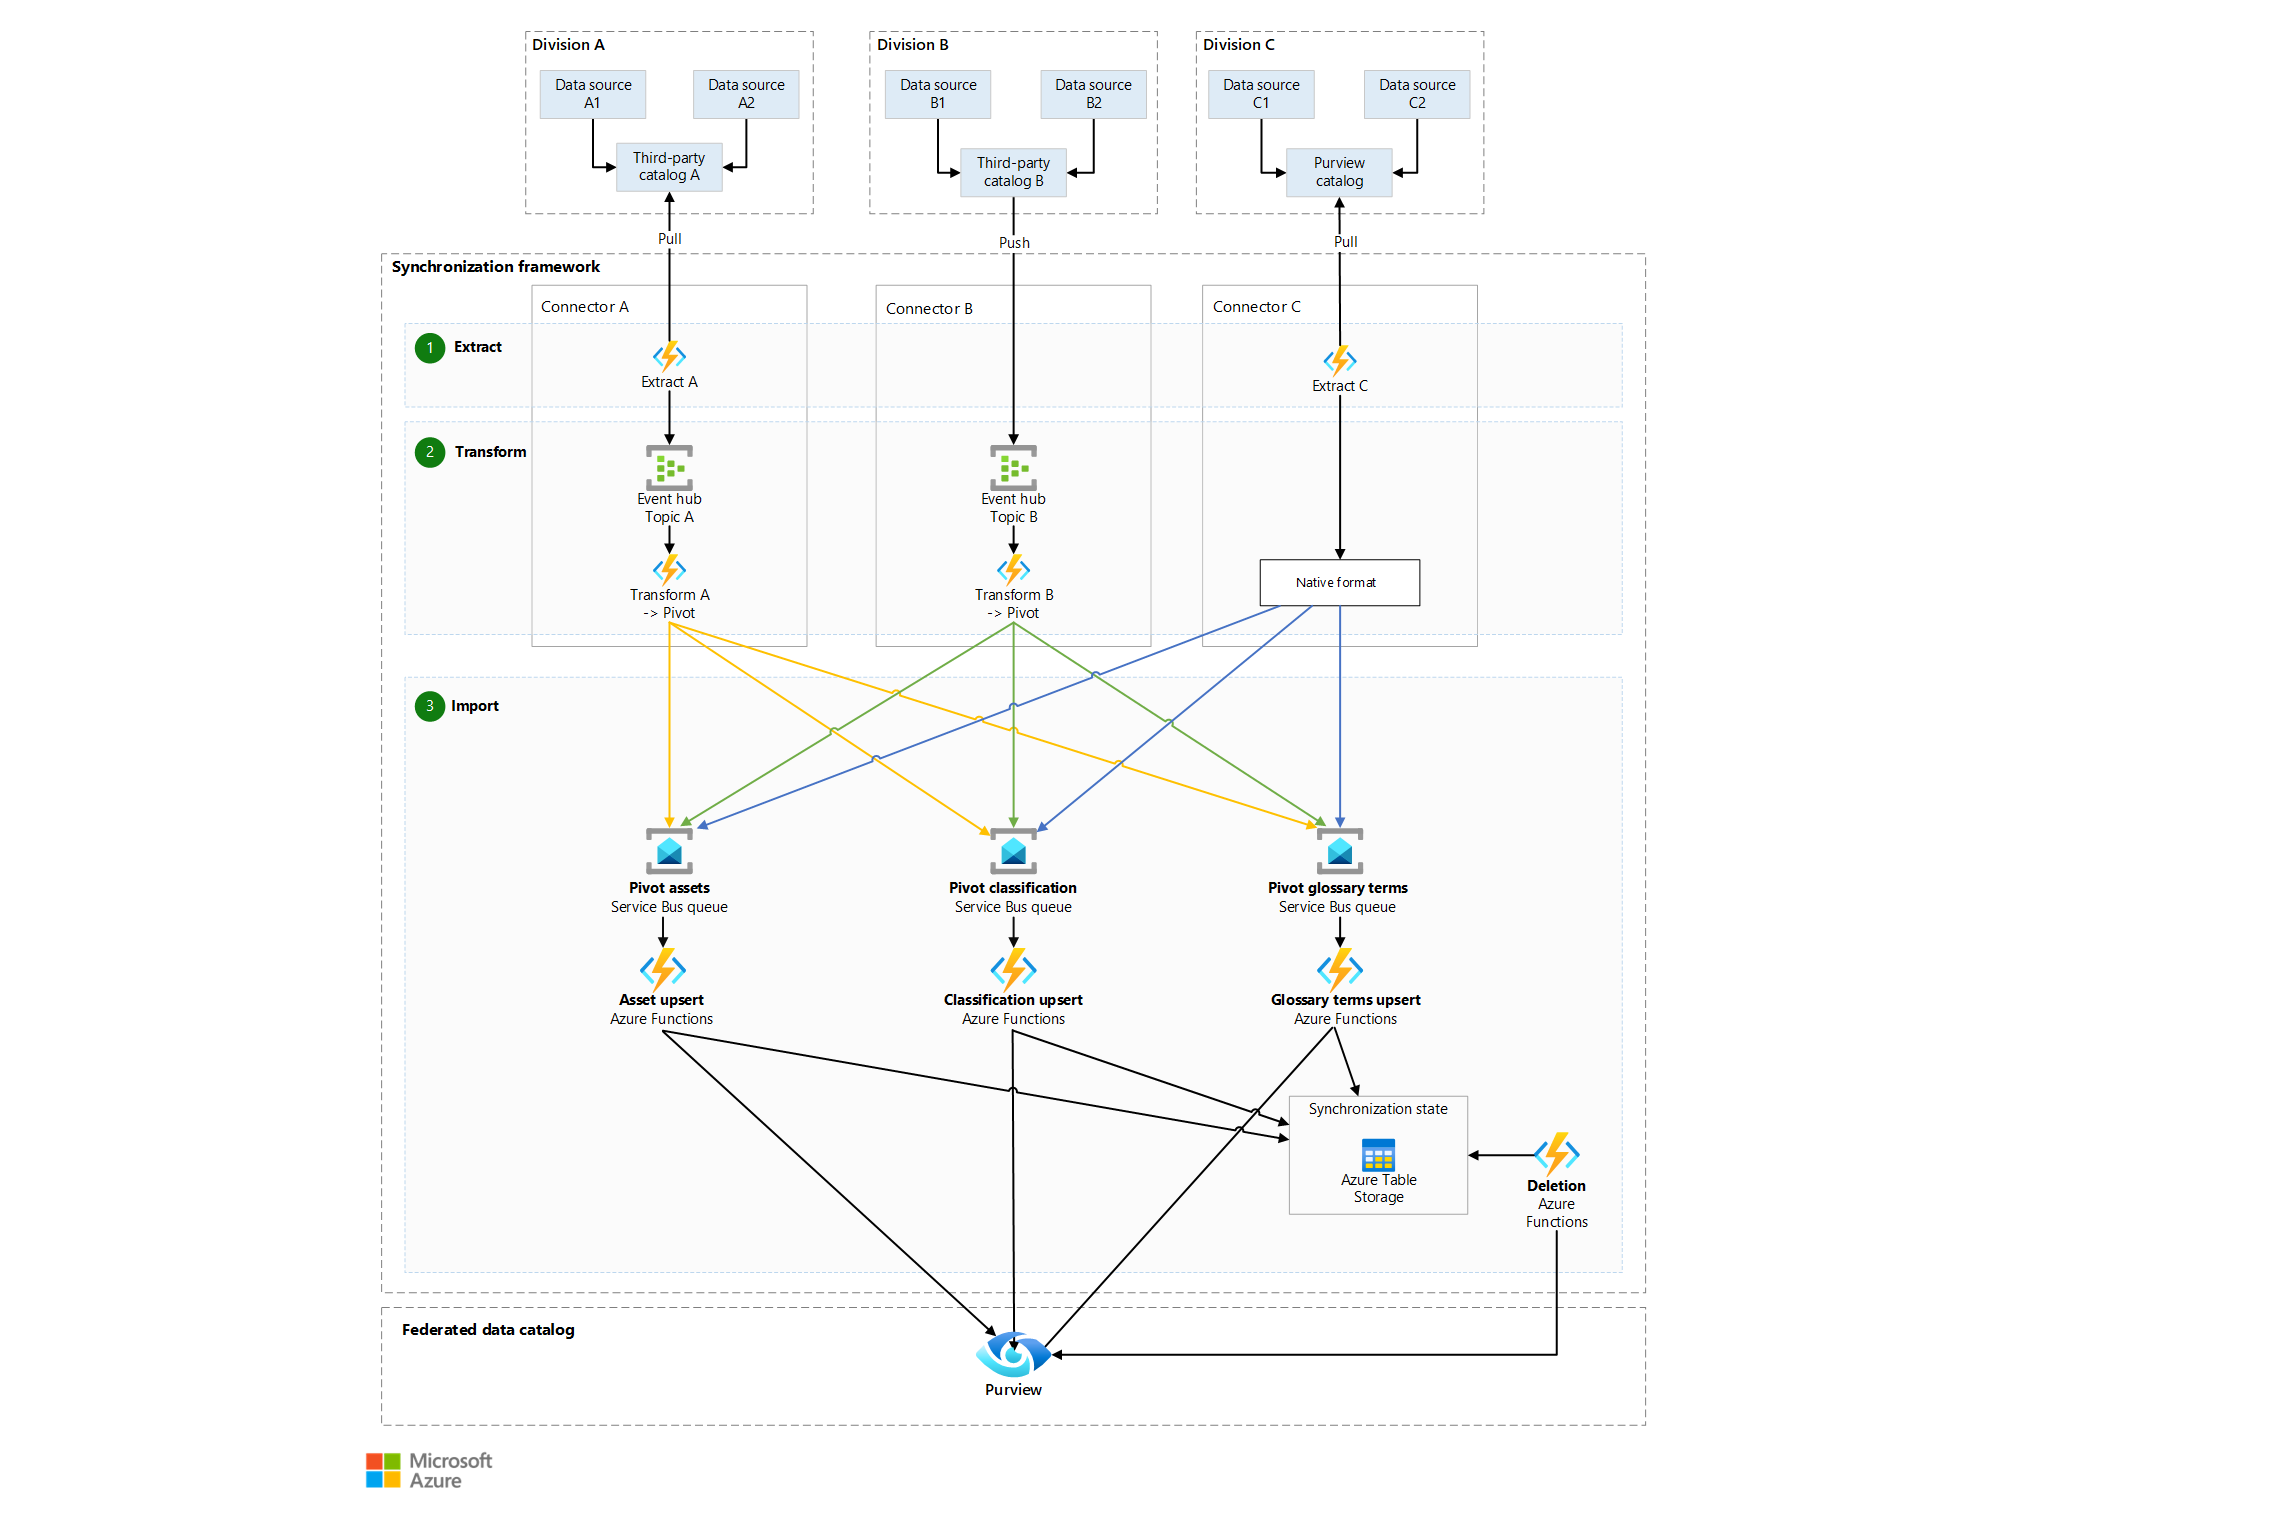 Division A
Division B
Division C
Data source
A1
Data source
A2
Data source
B1
Data source
B2
Data source
C1
Data source
C2
Third-party
catalog A
Third-party
catalog B
Purview
catalog
Pull
Push
Pull
Synchronization framework
Connector A
Connector B
Connector C
1
Extract
Extract A
Extract C
2
Transform
Event hub
Topic A
Event hub
Topic B
Transform A
-> Pivot
Transform B
-> Pivot
Native format
3
Import
Pivot assets
Service Bus queue
Pivot classification
Service Bus queue
Pivot glossary terms
Service Bus queue
Asset upsert
Azure Functions
Classification upsert
Azure Functions
Glossary terms upsert
Azure Functions
Synchronization state
Azure Table
Storage
Deletion
Azure
Functions
Federated data catalog
Purview
Microsoft
Azure